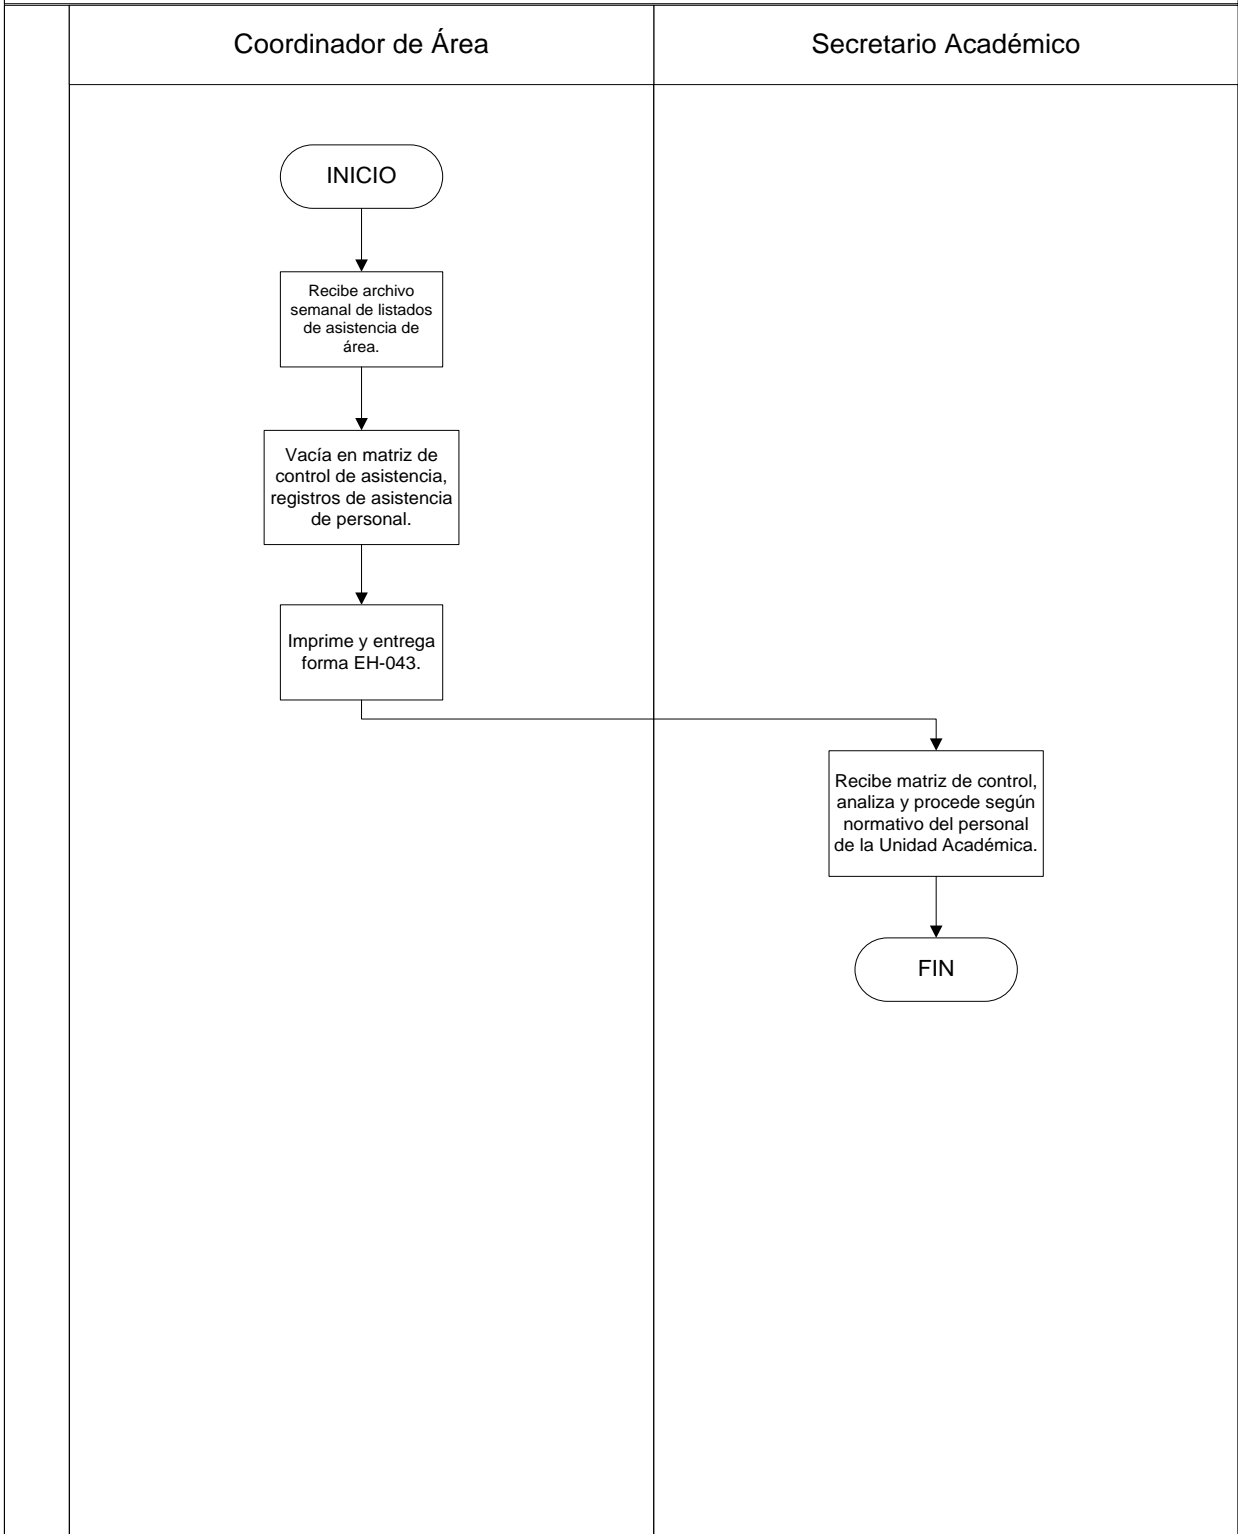 Coordinador de Área
Secretario Académico
INICIO
Recibe archivo
semanal de listados
de asistencia de
área.
Vacía en matriz de
control de asistencia,
registros de asistencia
de personal.
Imprime y entrega
forma EH-043.
Recibe matriz de control,
analiza y procede según
normativo del personal
de la Unidad Académica.
FIN